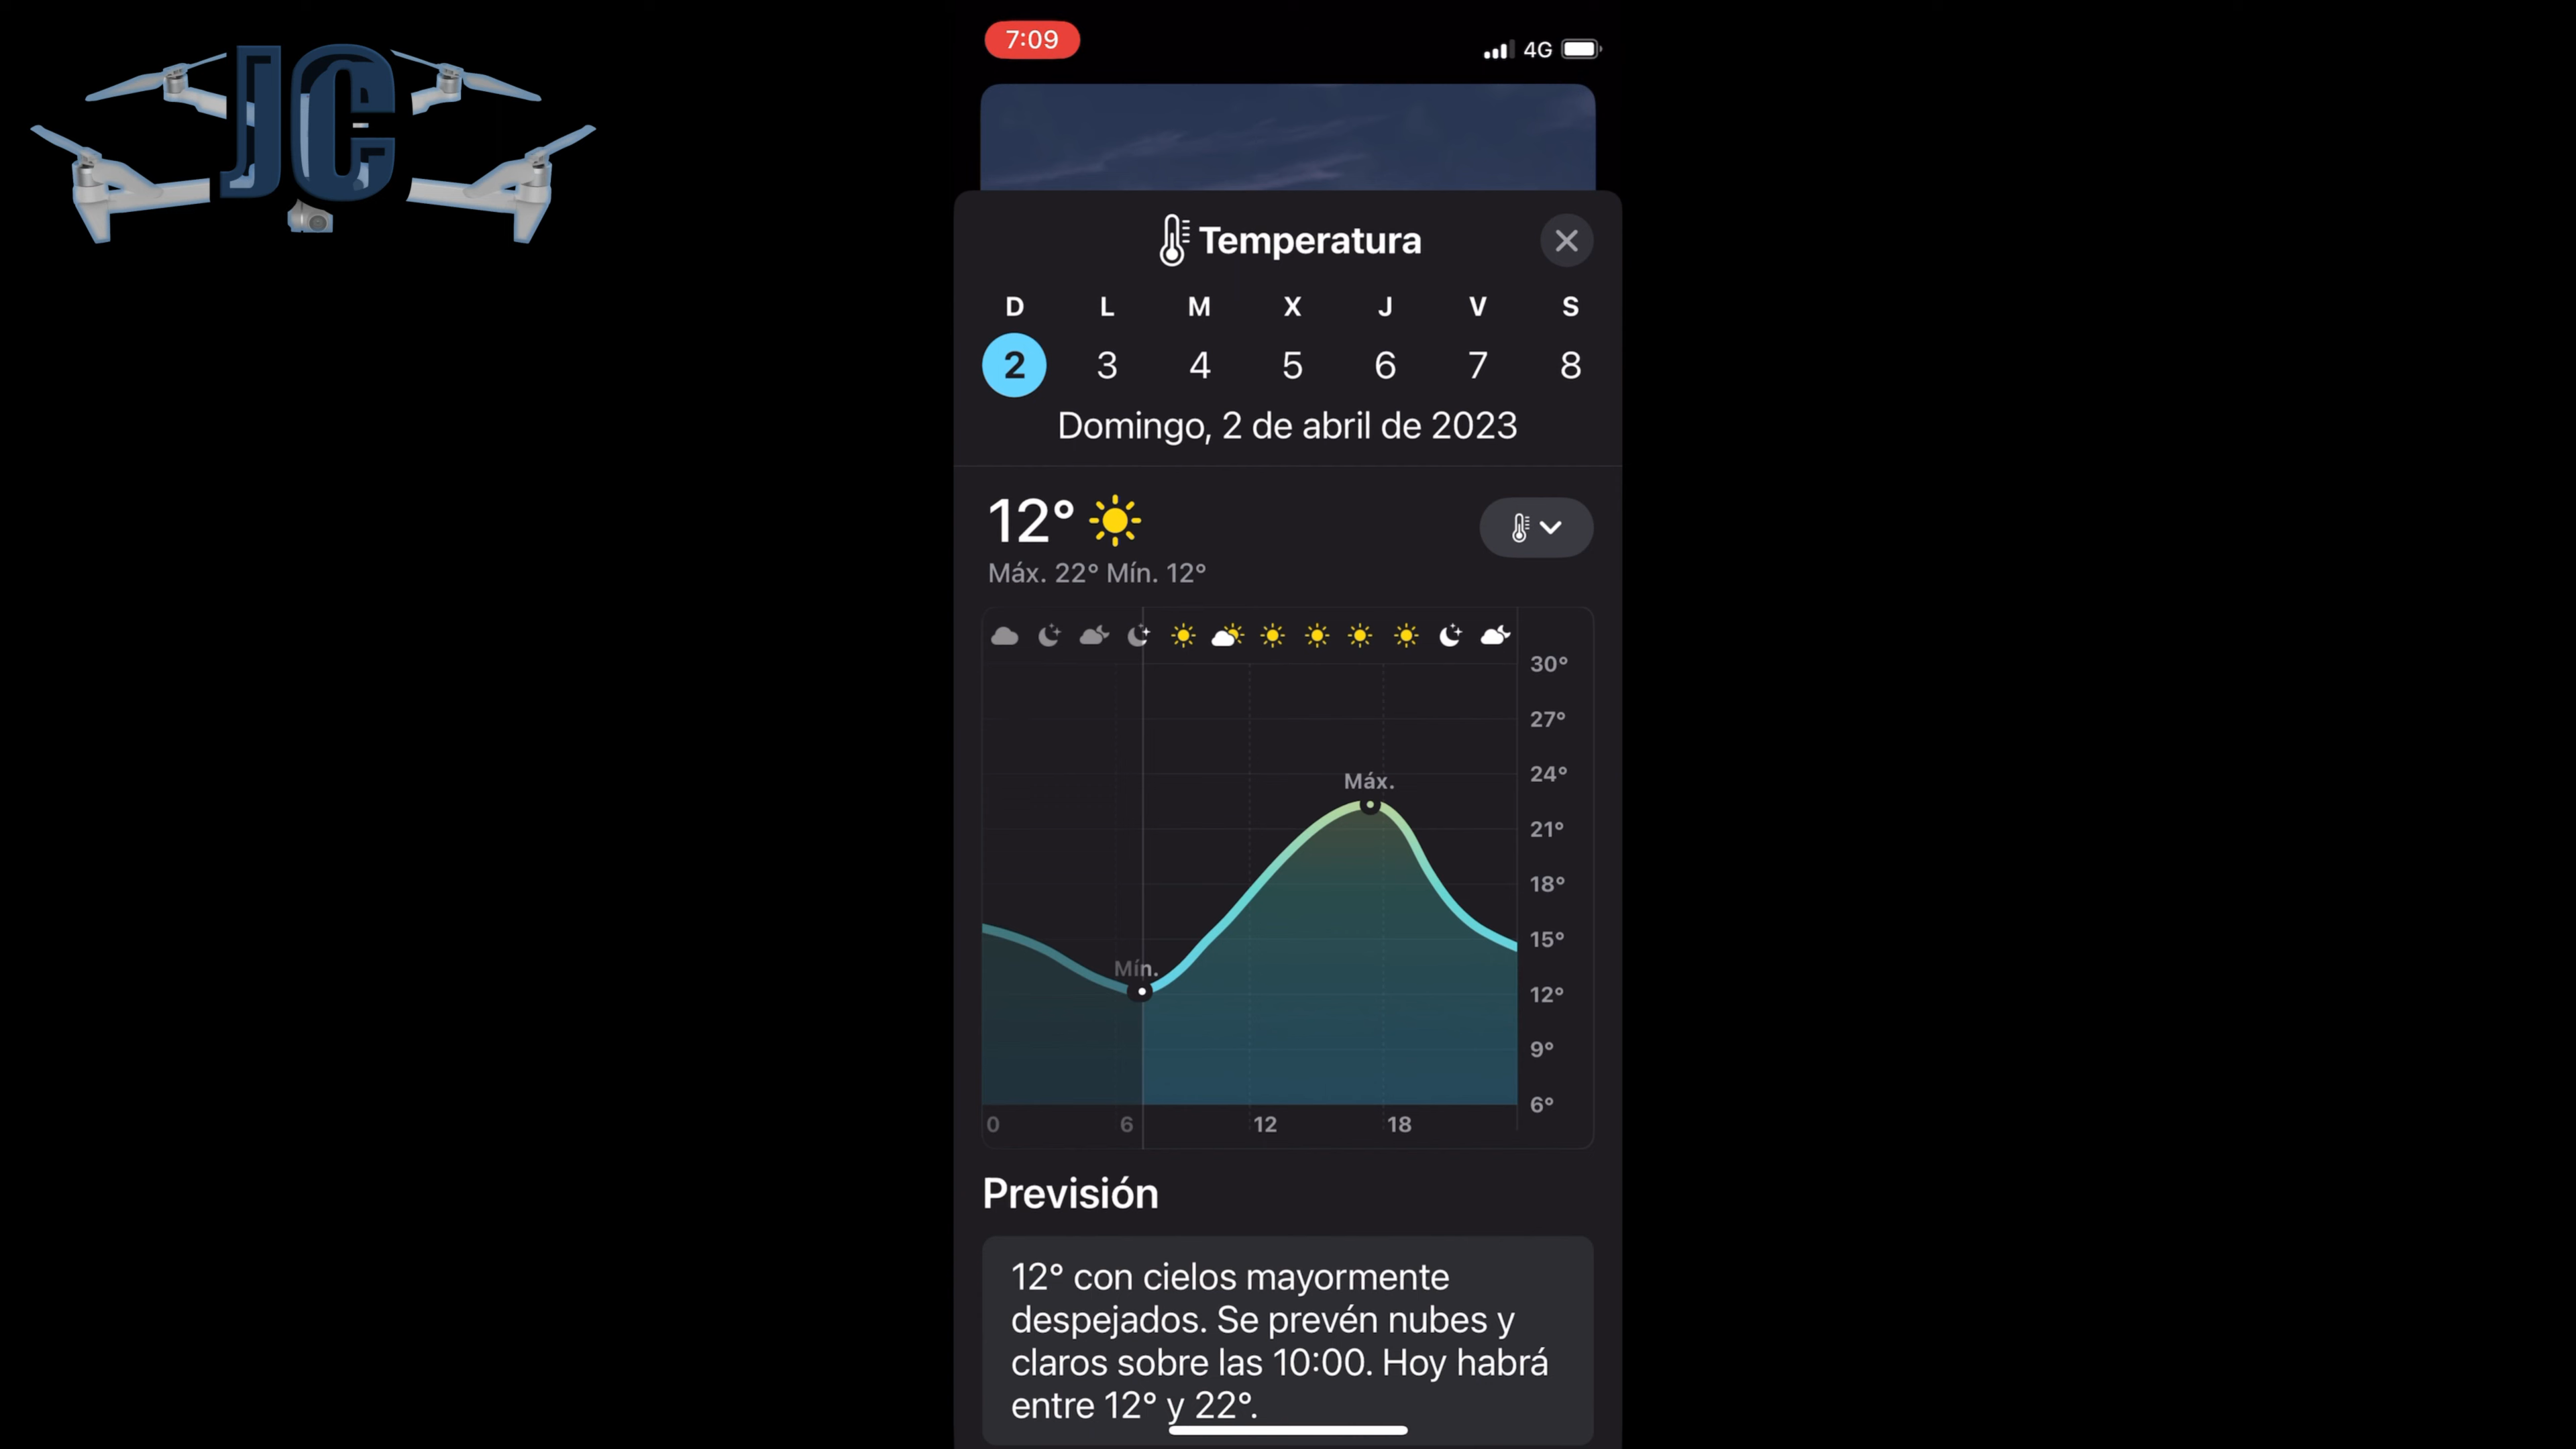 JC
7:09
4G
Temperatura
D L M X J V S
2 3 4 5 6 7 8
Domingo, 2 de abril de 2023
12°
Máx. 22° Mín. 12°
30°
27°
24°
Máx.
21°
18°
15°
Mín.
12°
9°
6°
0 6 12 18
Previsión
12° con cielos mayormente
despejados. Se prevén nubes y
claros sobre las 10:00. Hoy habrá
entre 12° y 22°.